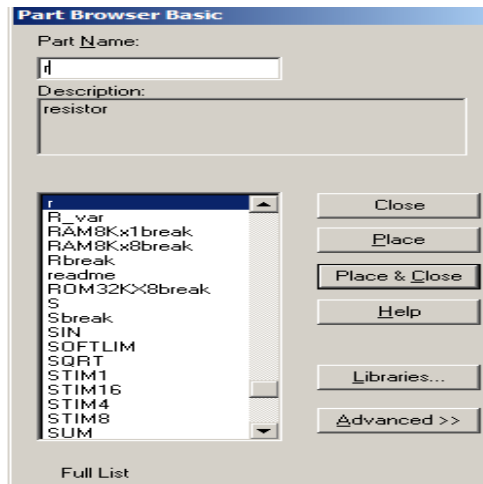 Part Browser Basic
Part Name:
r
Description:
resistor
r
R_var
RAM8Kx1break
RAM8Kx8break
Rbreak
readme
ROM32KX8break
S
Sbreak
SIN
SOFTLIM
SQRT
STIM1
STIM16
STIM4
STIM8
SUM
Close
Place
Place & Close
Help
Libraries...
Advanced >>
Full List